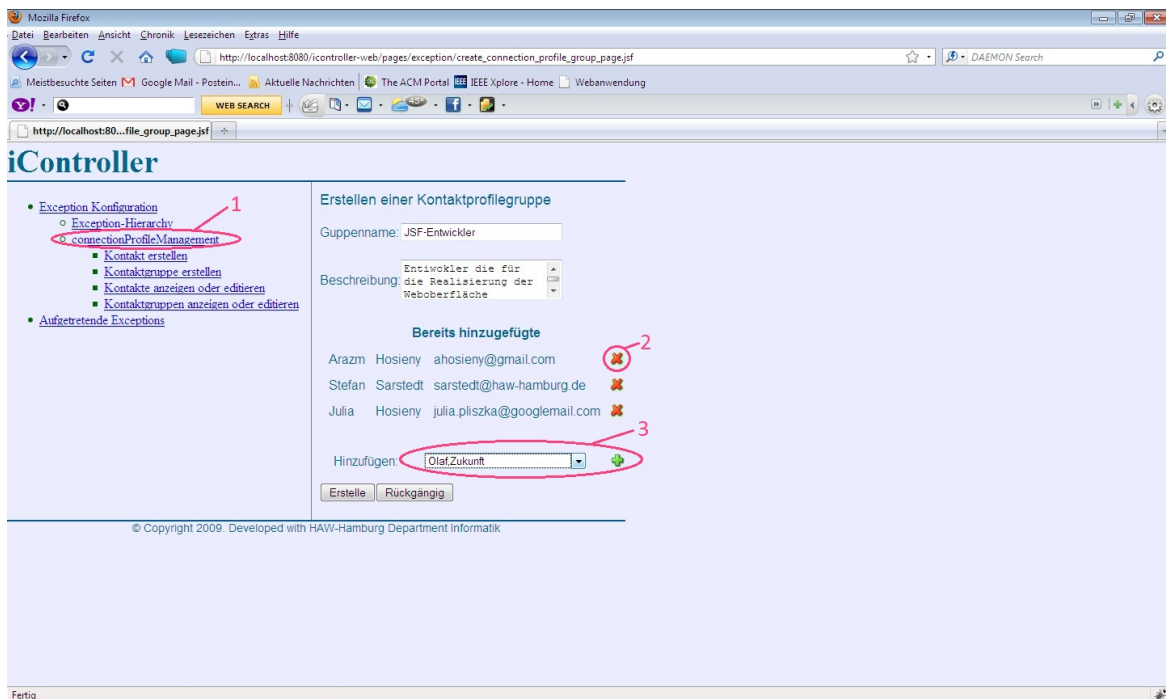 Mozilla Firefox
Datei Bearbeiten Ansicht Chronik Lesezeichen Extras Hilfe
http://localhost:8080/icontroller-web/pages/exception/create_connection_profile_group_page.jsf
DAEMON Search
Meistbesuchte Seiten Google Mail - Postein... Aktuelle Nachrichten The ACM Portal IEEE Xplore - Home Webanwendung
WEB SEARCH
45°
http://localhost:80...file_group_page.jsf
iController
Exception Konfiguration
1
Exception-Hierarchy
connectionProfileManagement
Kontakt erstellen
Kontaktgruppe erstellen
Kontakte anzeigen oder editieren
Kontaktgruppen anzeigen oder editieren
Aufgetretende Exceptions
Erstellen einer Kontaktprofilegruppe
Guppenname: JSF-Entwickler
Beschreibung: Entiwckler die für
die Realisierung der
Weboberfläche
Bereits hinzugefügte
2
Arazm Hosieny ahosieny@gmail.com
Stefan Sarstedt sarstedt@haw-hamburg.de
Julia Hosieny julia.pliszka@googlemail.com
3
Hinzufügen: Olaf,Zukunft
Erstelle Rückgängig
© Copyright 2009. Developed with HAW-Hamburg Department Informatik
Fertig